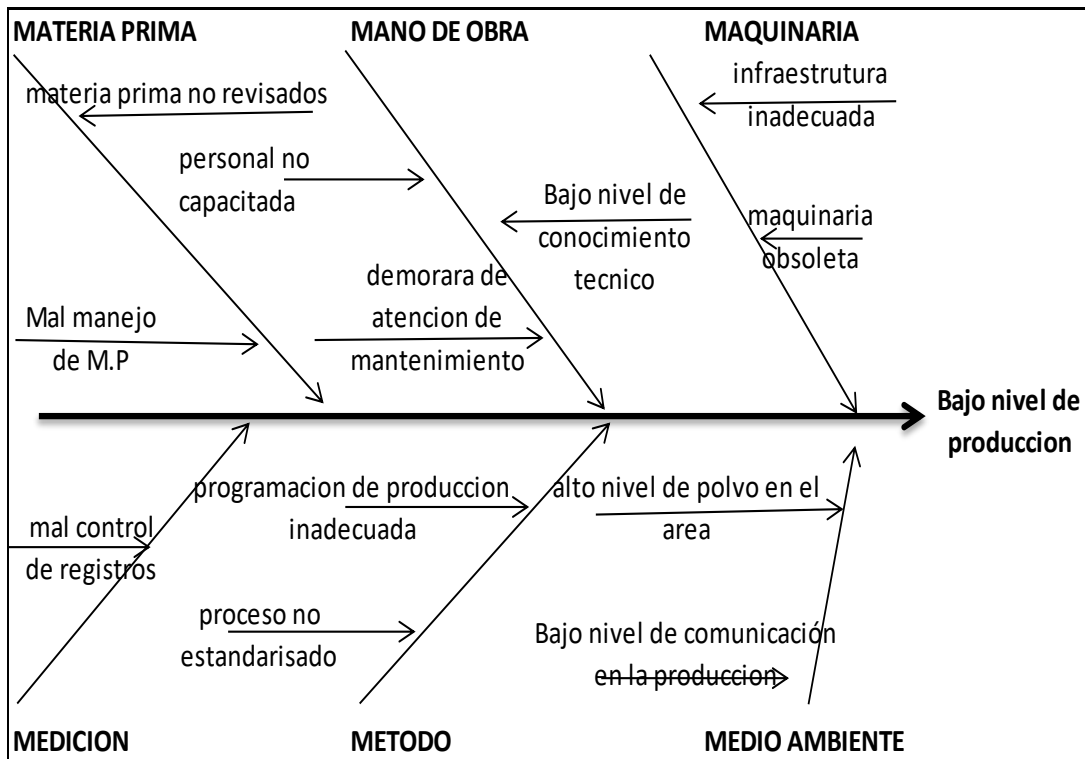 MATERIA PRIMA
MANO DE OBRA
MAQUINARIA
materia prima no revisados
infraestrutura
inadecuada
personal no
capacitada
Bajo nivel de
conocimiento
tecnico
maquinaria
obsoleta
demorara de
atencion de
mantenimiento
Mal manejo
de M.P
Bajo nivel de
produccion
programacion de produccion
inadecuada
alto nivel de polvo en el
area
mal control
de registros
proceso no
estandarisado
Bajo nivel de comunicación
en la produccion
MEDICION
METODO
MEDIO AMBIENTE